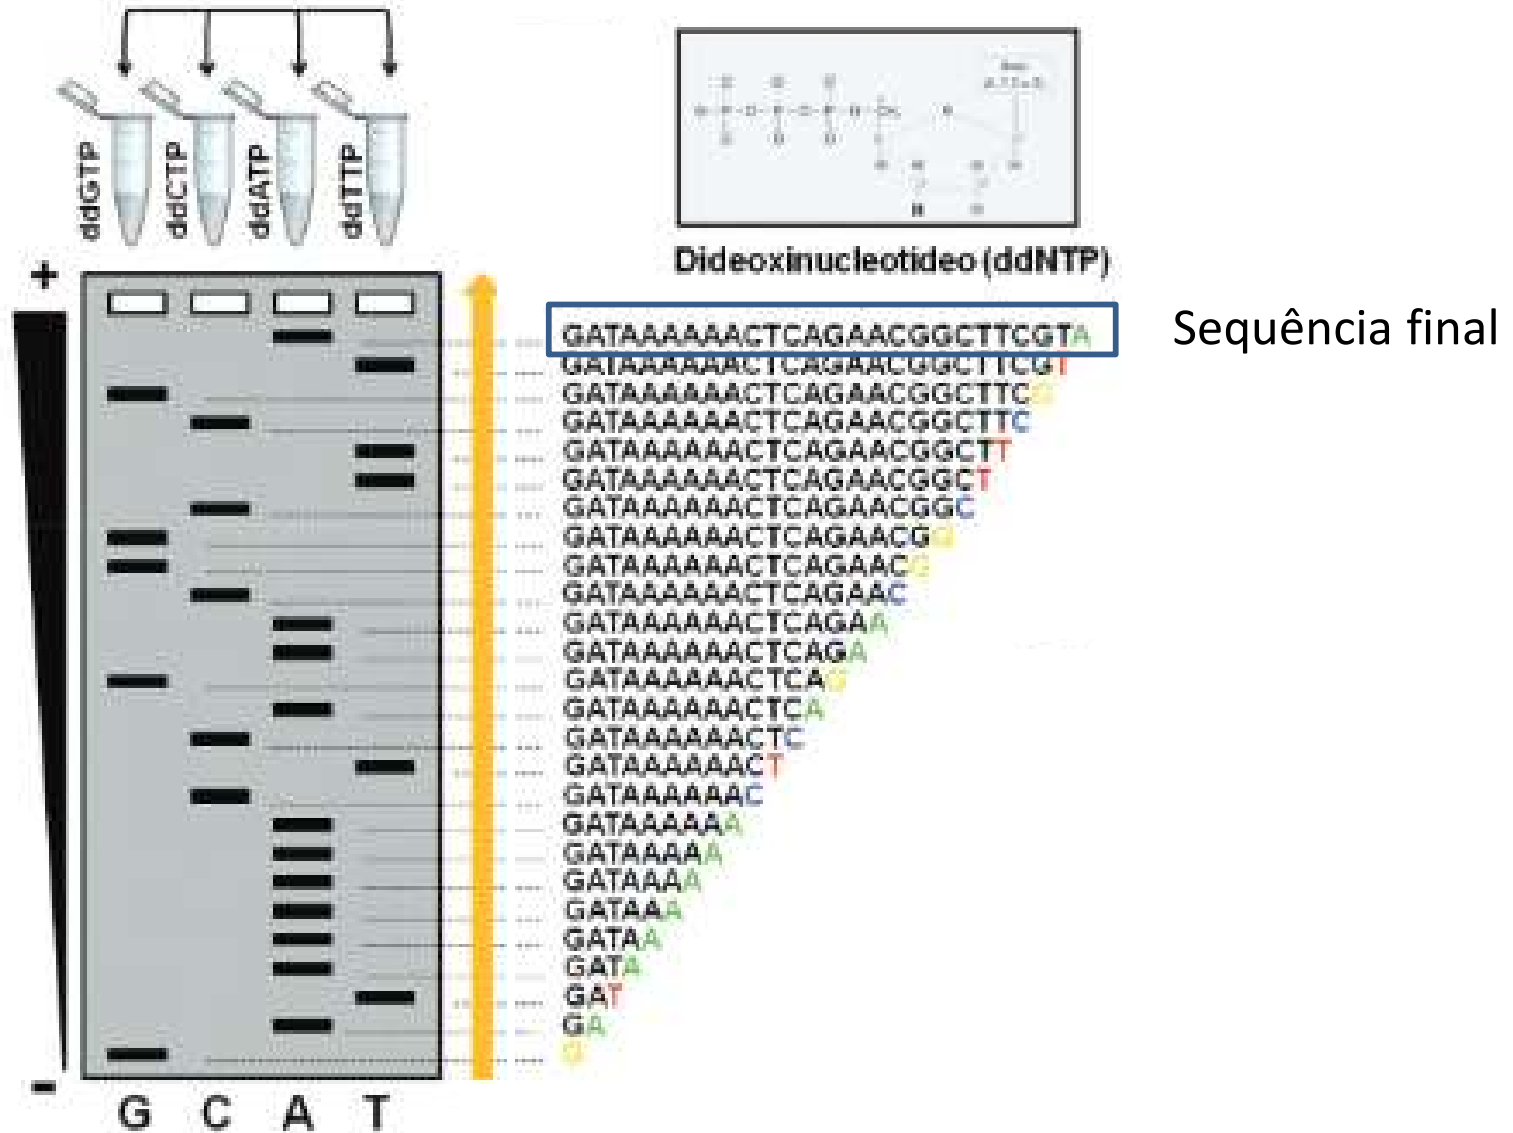 ddGTP
ddCTP
ddATP
ddTTP
Dideoxinucleotídeo (ddNTP)
+
GATAAAAAACTCAGAACGGCTTCGTA
Sequência final
GATAAAAAACTCAGAACGGCTTCGT
GATAAAAAACTCAGAACGGCTTCG
GATAAAAAACTCAGAACGGCTTC
GATAAAAAACTCAGAACGGCTT
GATAAAAAACTCAGAACGGCT
GATAAAAAACTCAGAACGGC
GATAAAAAACTCAGAACGG
GATAAAAAACTCAGAACG
GATAAAAAACTCAGAAC
GATAAAAAACTCAGAA
GATAAAAAACTCAGA
GATAAAAAACTCAG
GATAAAAAACTCA
GATAAAAAACTC
GATAAAAAACT
GATAAAAAAC
GATAAAAAA
GATAAAAA
GATAAAA
GATAAA
GATAA
GATA
GAT
GA
G
-
G C A T